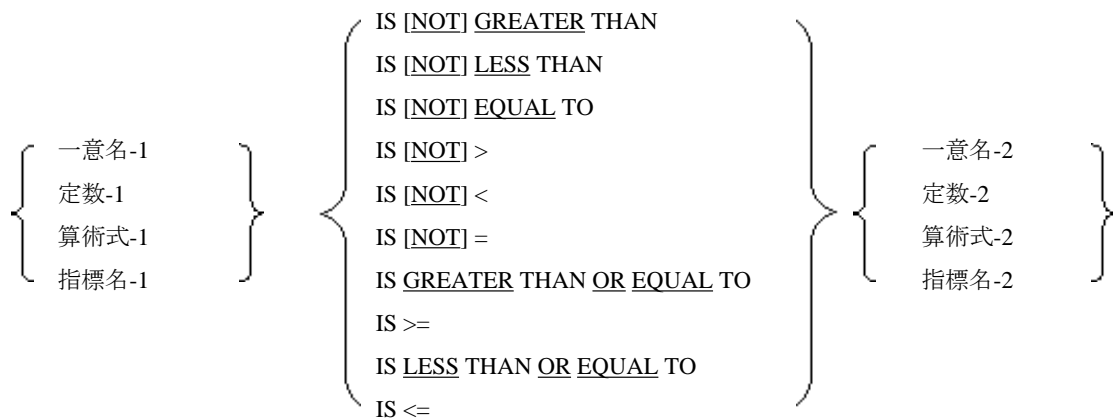 一意名-1
定数-1
算術式-1
指標名-1
IS [NOT] GREATER THAN
IS [NOT] LESS THAN
IS [NOT] EQUAL TO
IS [NOT] >
IS [NOT] <
IS [NOT] =
IS GREATER THAN OR EQUAL TO
IS >=
IS LESS THAN OR EQUAL TO
IS <=
一意名-2
定数-2
算術式-2
指標名-2